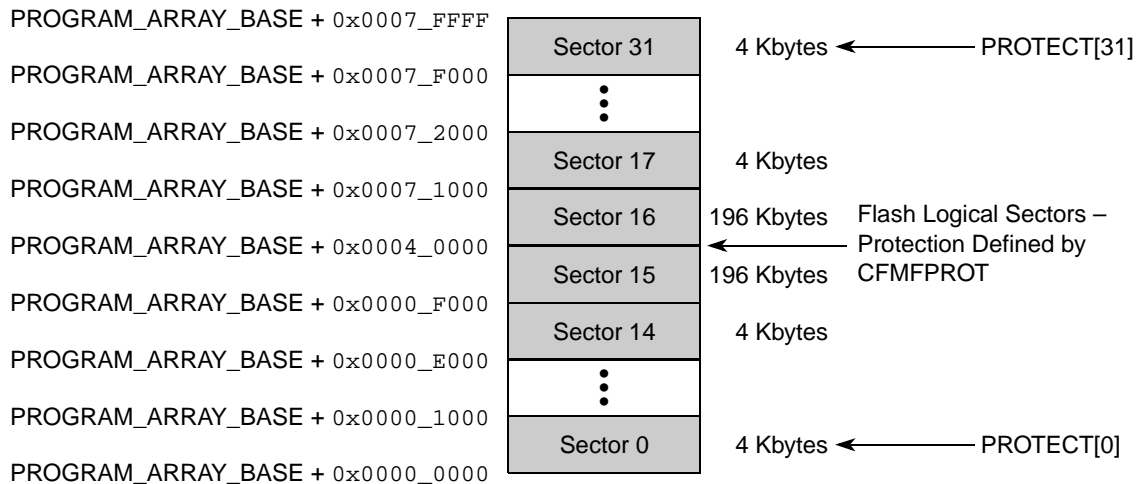 PROGRAM_ARRAY_BASE + 0x0007_FFFF
Sector 31 4 Kbytes PROTECT[31]
PROGRAM_ARRAY_BASE + 0x0007_F000
PROGRAM_ARRAY_BASE + 0x0007_2000
Sector 17 4 Kbytes
PROGRAM_ARRAY_BASE + 0x0007_1000
Sector 16 196 Kbytes
Flash Logical Sectors –
Protection Defined by
CFMFPROT
PROGRAM_ARRAY_BASE + 0x0004_0000
Sector 15 196 Kbytes
PROGRAM_ARRAY_BASE + 0x0000_F000
Sector 14 4 Kbytes
PROGRAM_ARRAY_BASE + 0x0000_E000
PROGRAM_ARRAY_BASE + 0x0000_1000
Sector 0 4 Kbytes PROTECT[0]
PROGRAM_ARRAY_BASE + 0x0000_0000